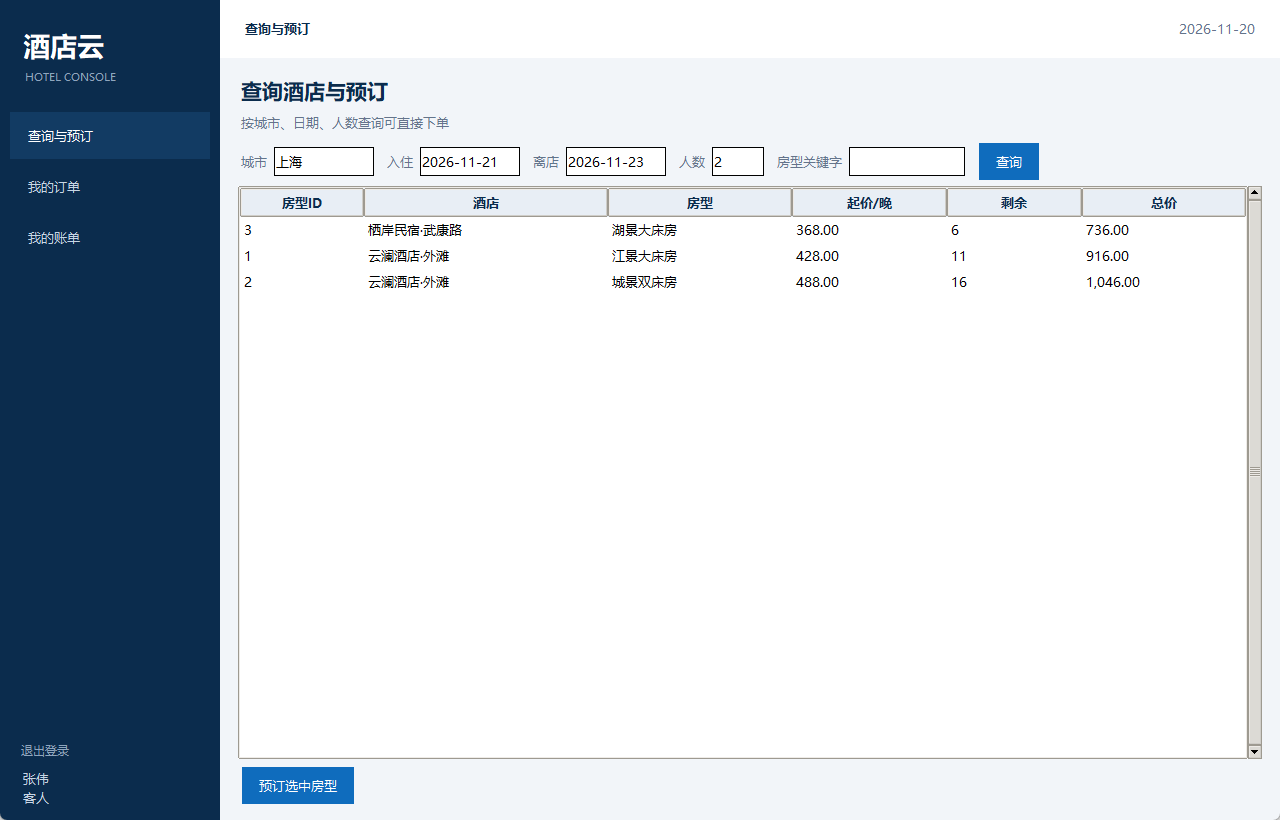 酒店云
HOTEL CONSOLE
查询与预订
我的订单
我的账单
退出登录
张伟
客人
查询与预订 2026-11-20
查询酒店与预订
按城市、日期、人数查询可直接下单
城市 上海 入住 2026-11-21 离店 2026-11-23 人数 2 房型关键字 查询
房型ID 酒店 房型 起价/晚 剩余 总价
3 栖岸民宿·武康路 湖景大床房 368.00 6 736.00
1 云澜酒店·外滩 江景大床房 428.00 11 916.00
2 云澜酒店·外滩 城景双床房 488.00 16 1,046.00
预订选中房型